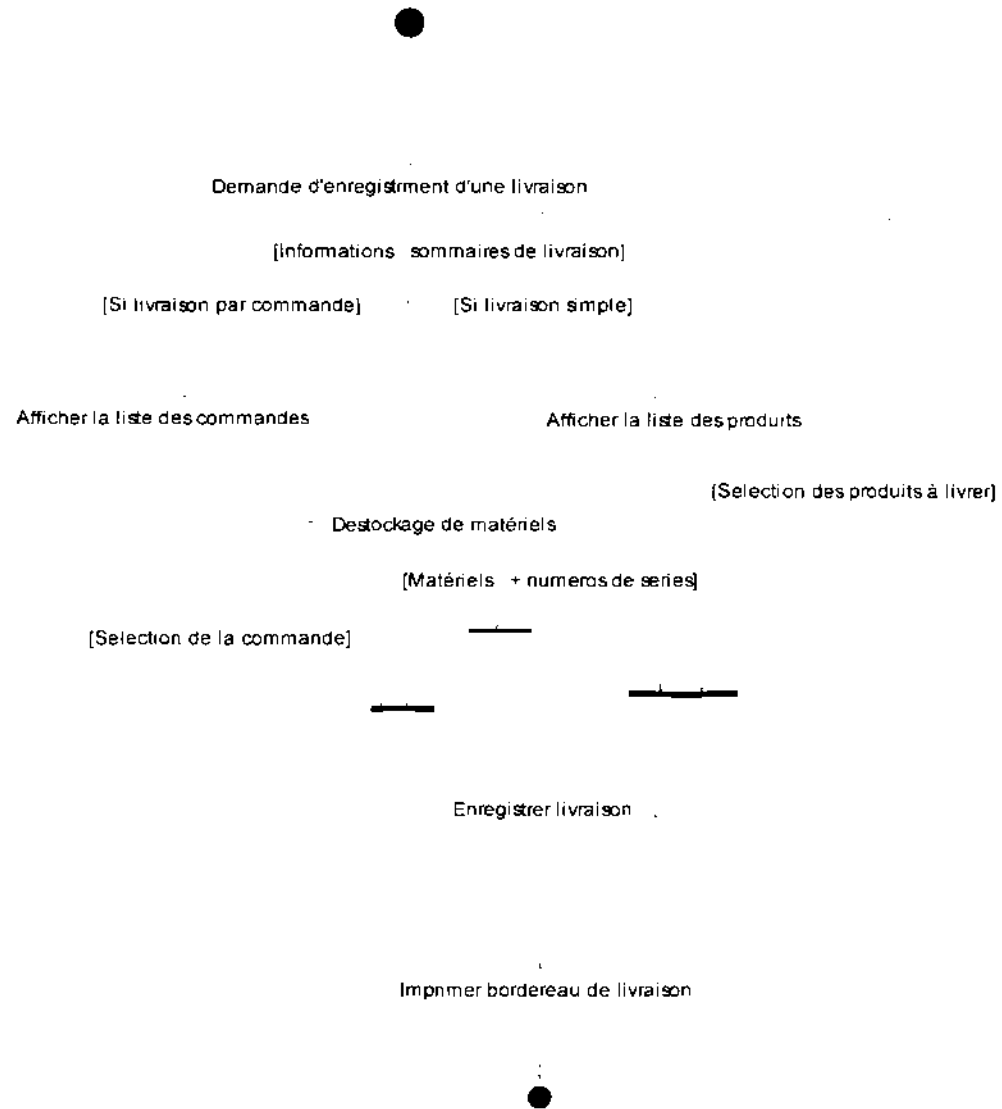 Demande d'enregistrment d'une livraison
[Informations sommaires de livraison]
[Si livraison par commande] [Si livraison simple]
Afficher la liste des commandes Afficher la liste des produits
[Selection des produits à livrer]
Destockage de matériels
[Matériels + numeros de series]
[Selection de la commande]
Enregistrer livraison
Imprimer bordereau de livraison